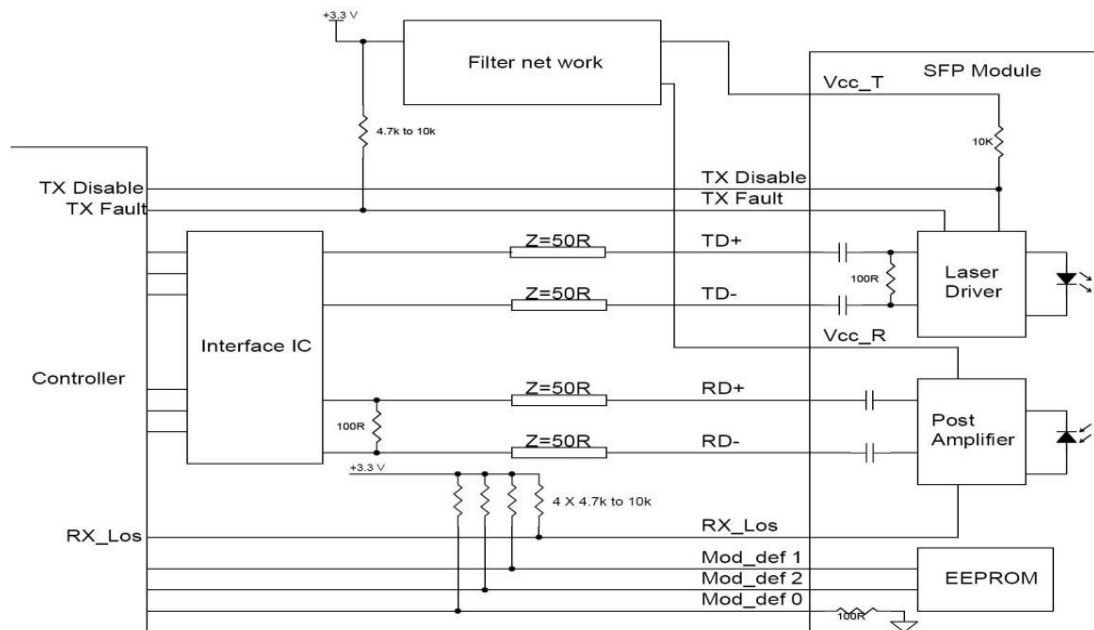 +3.3 V
Filter net work
SFP Module
Vcc_T
4.7k to 10k
10K
TX Disable
TX Disable
TX Fault
TX Fault
Z=50R
TD+
100R
Laser
Driver
Z=50R
TD-
Interface IC
Vcc_R
Controller
Z=50R
RD+
100R
Post
Amplifier
Z=50R
RD-
+3.3 V
4 X 4.7k to 10k
RX_Los
RX_Los
Mod_def 1
Mod_def 2
EEPROM
Mod_def 0
100R